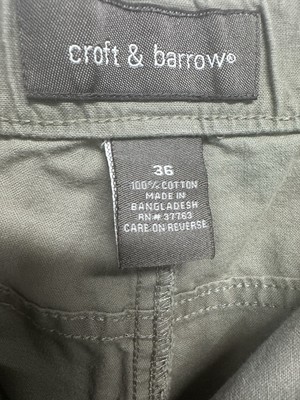 croft & barrow®
36
100% COTTON
MADE IN
BANGLADESH
RN# 37763
CARE ON REVERSE